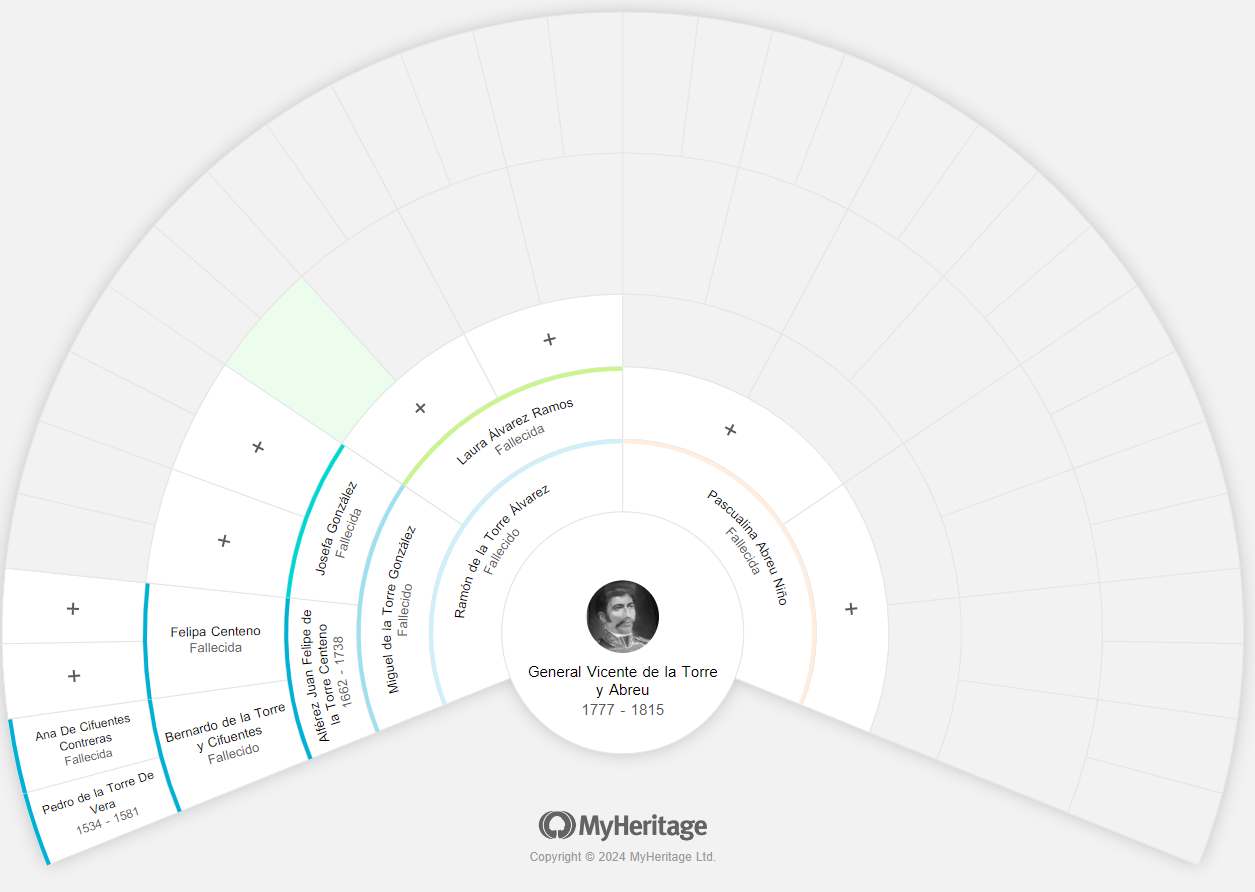 Laura Álvarez Ramos
Fallecida
Ramón de la Torre Álvarez
Fallecido
Pascualina Abreu Niño
Fallecida
Josefa González
Fallecida
Miguel de la Torre González
Fallecido
Alférez Juan Felipe de
la Torre Centeno
1662 - 1738
Felipa Centeno
Fallecida
Bernardo de la Torre
y Cifuentes
Fallecido
Ana De Cifuentes
Contreras
Fallecida
Pedro de la Torre De
Vera
1534 - 1581
General Vicente de la Torre
y Abreu
1777 - 1815
MyHeritage
Copyright © 2024 MyHeritage Ltd.